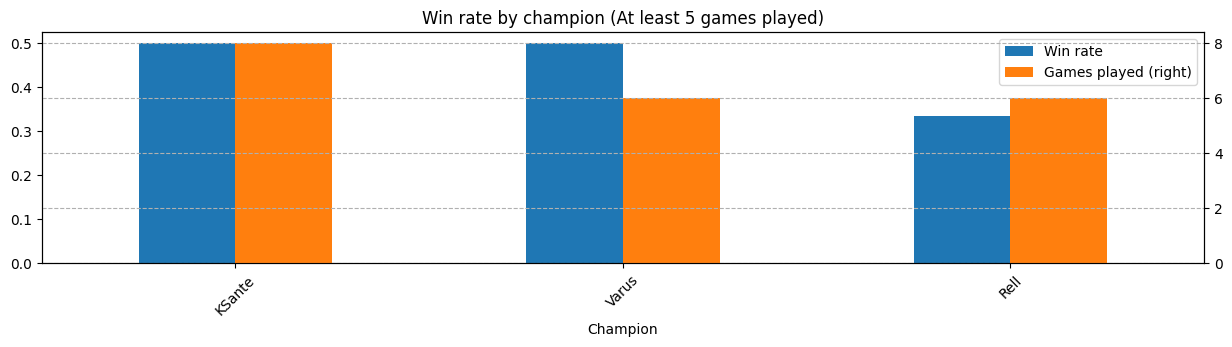 Win rate by champion (At least 5 games played)
Win rate
Games played (right)
0.5
0.4
0.3
0.2
0.1
0.0
8
6
4
2
0
KSante
Varus
Rell
Champion